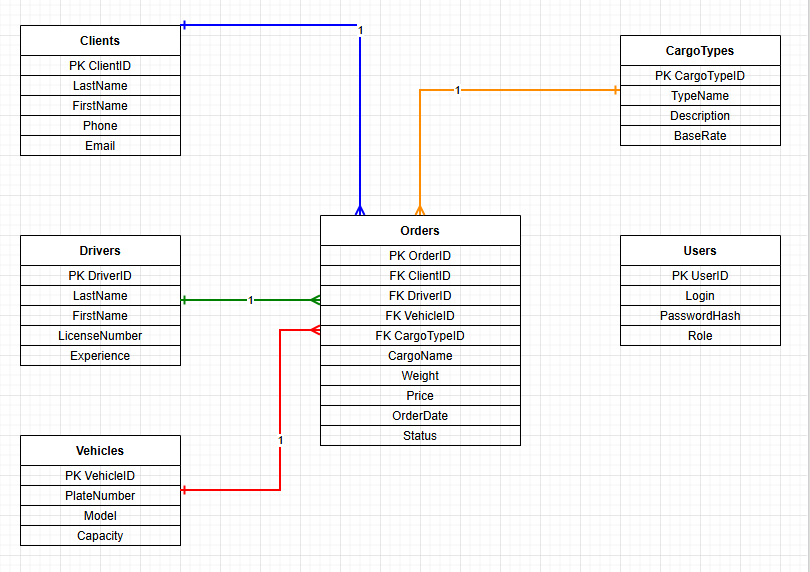 Clients
PK ClientID
LastName
FirstName
Phone
Email
1
1
CargoTypes
PK CargoTypeID
TypeName
Description
BaseRate
Drivers
PK DriverID
LastName
FirstName
LicenseNumber
Experience
1
Orders
PK OrderID
FK ClientID
FK DriverID
FK VehicleID
FK CargoTypeID
CargoName
Weight
Price
OrderDate
Status
Users
PK UserID
Login
PasswordHash
Role
1
Vehicles
PK VehicleID
PlateNumber
Model
Capacity